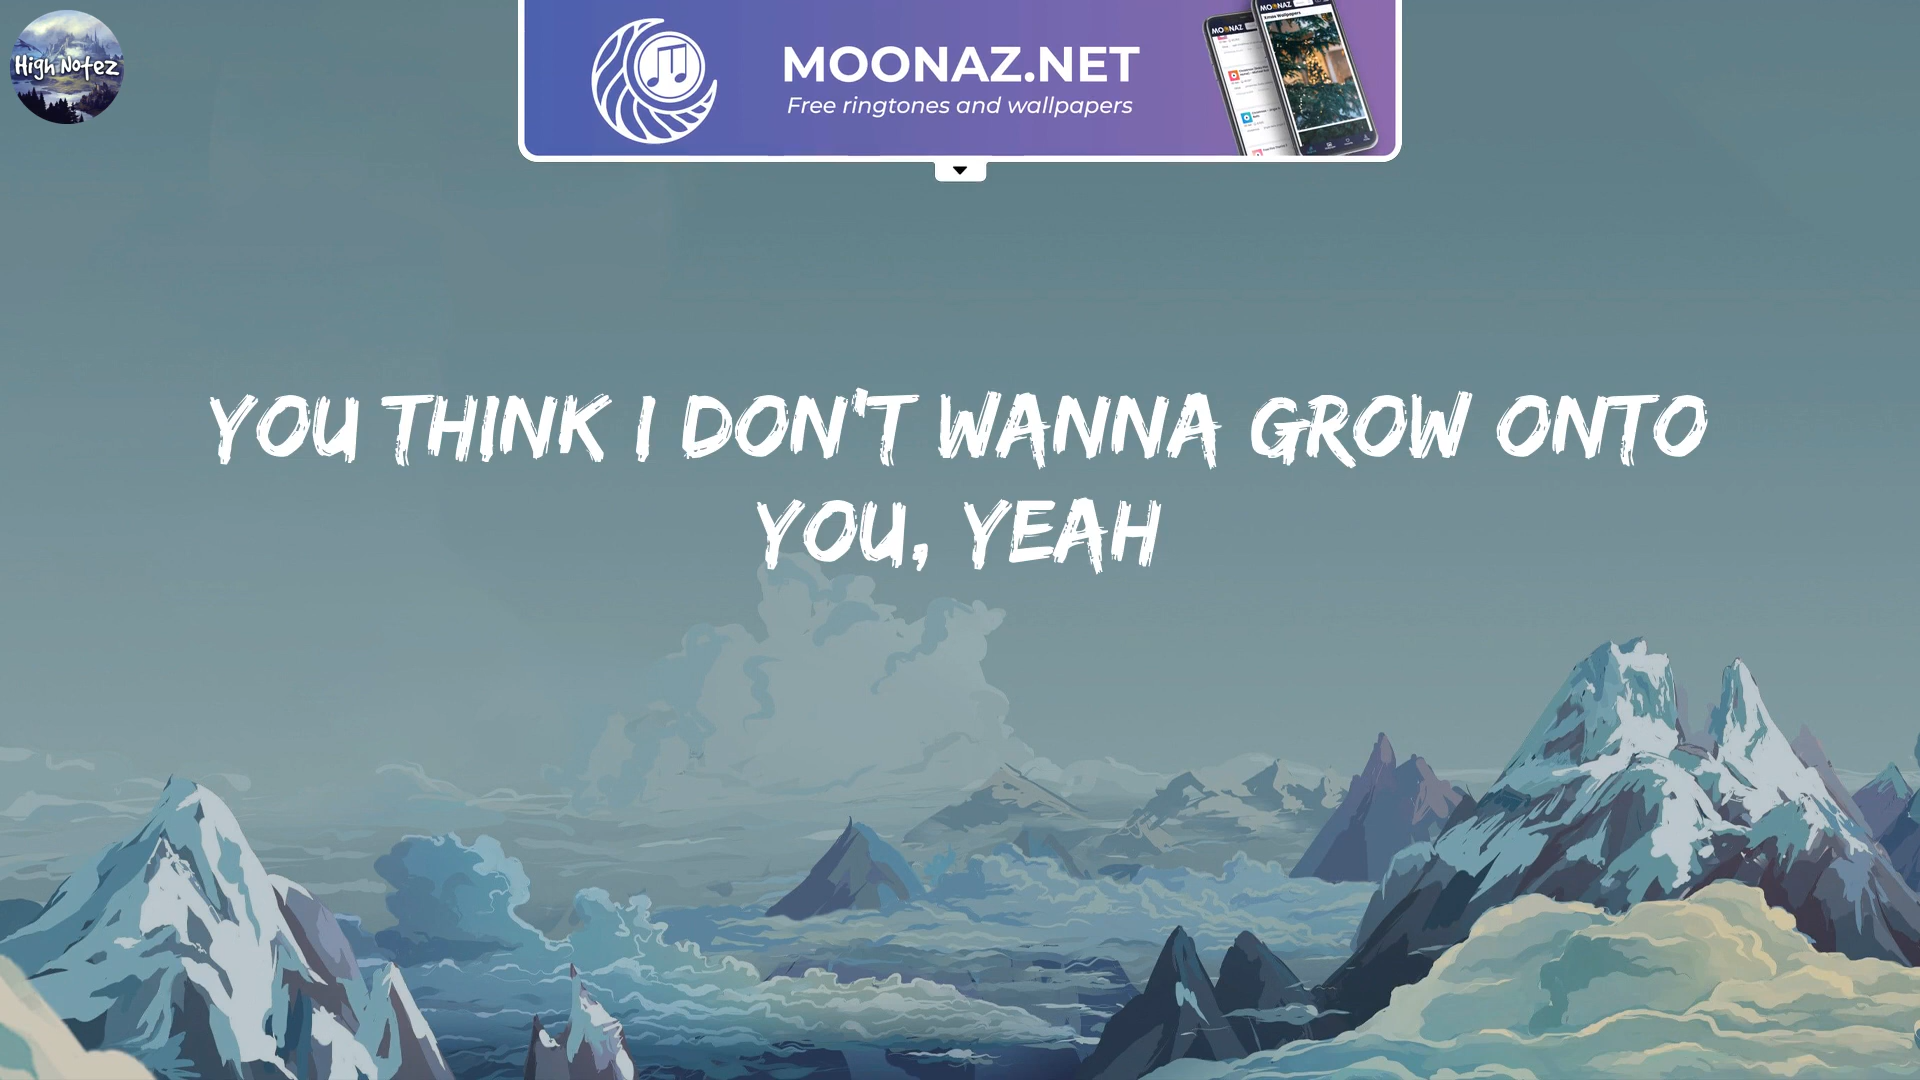 High Notez
MOONAZ.NET
Free ringtones and wallpapers
YOU THINK I DON'T WANNA GROW ONTO
YOU, YEAH